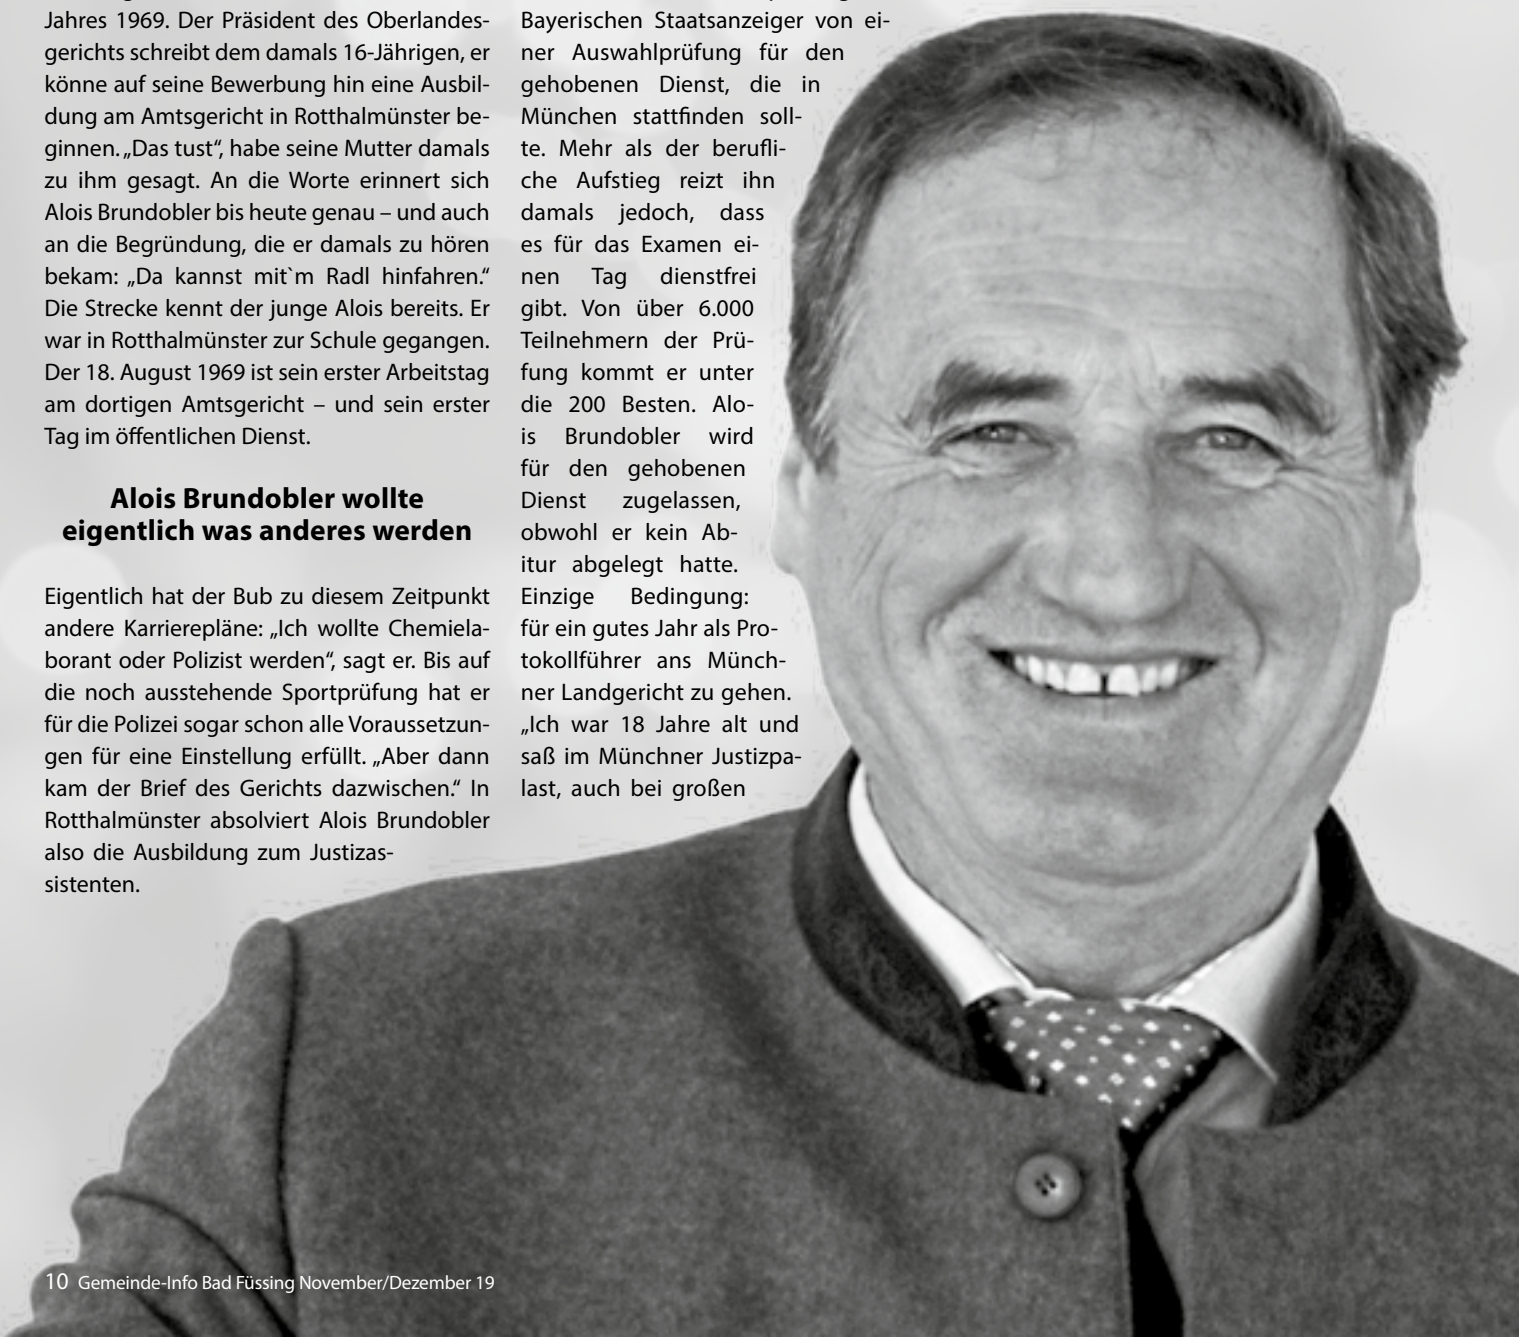 Jahres 1969. Der Präsident des Oberlandes-
gerichts schreibt dem damals 16-Jährigen, er
könne auf seine Bewerbung hin eine Ausbil-
dung am Amtsgericht in Rotthalmünster be-
ginnen. „Das tust“, habe seine Mutter damals
zu ihm gesagt. An die Worte erinnert sich
Alois Brundobler bis heute genau – und auch
an die Begründung, die er damals zu hören
bekam: „Da kannst mit`m Radl hinfahren.“
Die Strecke kennt der junge Alois bereits. Er
war in Rotthalmünster zur Schule gegangen.
Der 18. August 1969 ist sein erster Arbeitstag
am dortigen Amtsgericht – und sein erster
Tag im öffentlichen Dienst.
Alois Brundobler wollte
eigentlich was anderes werden
Eigentlich hat der Bub zu diesem Zeitpunkt
andere Karrierepläne: „Ich wollte Chemiela-
borant oder Polizist werden“, sagt er. Bis auf
die noch ausstehende Sportprüfung hat er
für die Polizei sogar schon alle Voraussetzun-
gen für eine Einstellung erfüllt. „Aber dann
kam der Brief des Gerichts dazwischen.“ In
Rotthalmünster absolviert Alois Brundobler
also die Ausbildung zum Justizas-
sistenten.
Bayerischen Staatsanzeiger von ei-
ner Auswahlprüfung für den
gehobenen Dienst, die in
München stattfinden soll-
te. Mehr als der berufli-
che Aufstieg reizt ihn
damals jedoch, dass
es für das Examen ei-
nen Tag dienstfrei
gibt. Von über 6.000
Teilnehmern der Prü-
fung kommt er unter
die 200 Besten. Alo-
is Brundobler wird
für den gehobenen
Dienst zugelassen,
obwohl er kein Ab-
itur abgelegt hatte.
Einzige Bedingung:
für ein gutes Jahr als Pro-
tokollführer ans Münch-
ner Landgericht zu gehen.
„Ich war 18 Jahre alt und
saß im Münchner Justizpa-
last, auch bei großen
10 Gemeinde-Info Bad Füssing November/Dezember 19